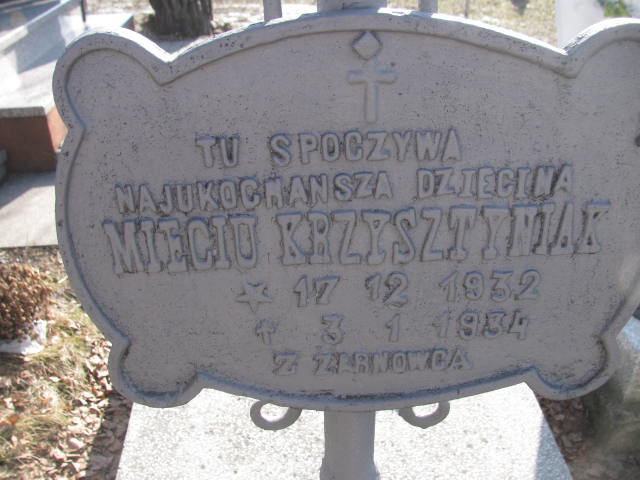 TU SPOCZYWA
NAJUKOCHAŃSZA DZIECINA
MIECIU KRZYSZTYNIAK
17 12 1932
3 1 1934
Z ŻARNOWCA